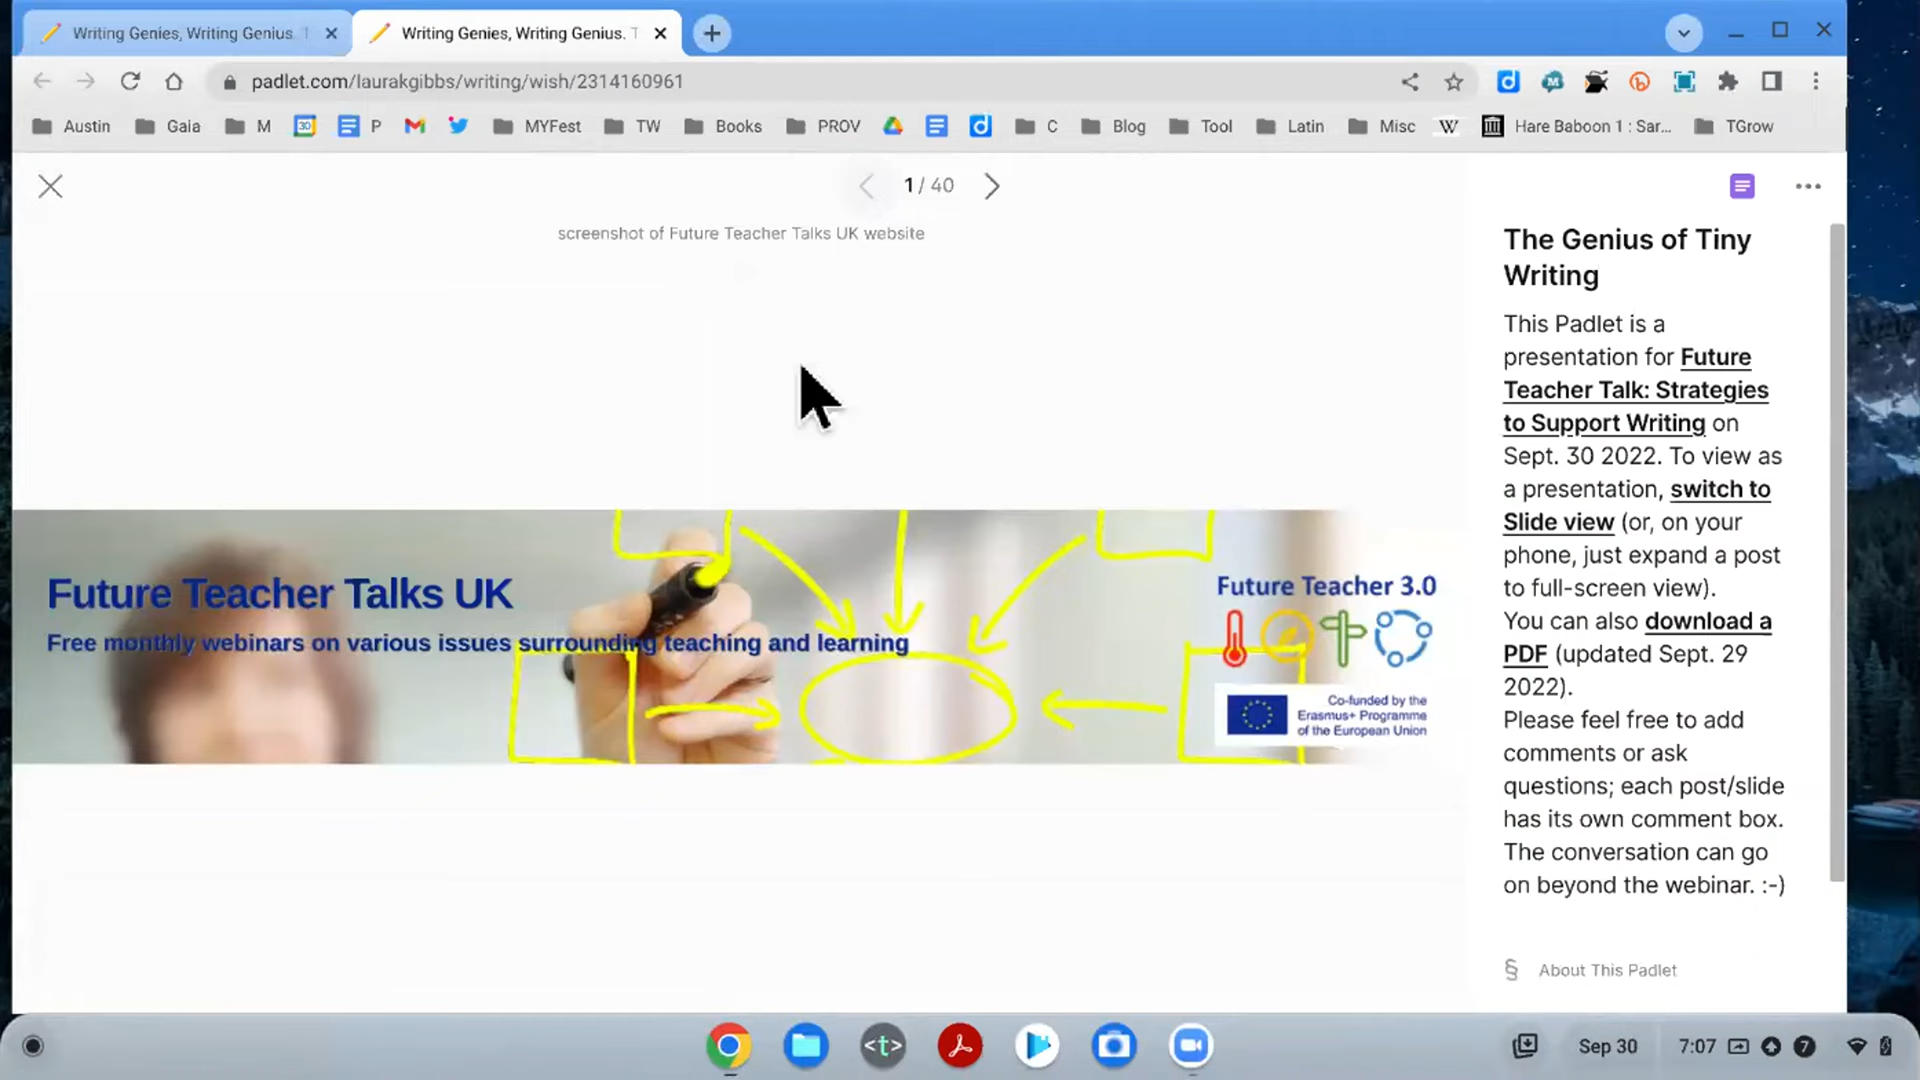 Writing Genies, Writing Genius.
Writing Genies, Writing Genius. T
padlet.com/laurakgibbs/writing/wish/2314160961
Austin Gaia M 30 P MYFest TW Books PROV C Blog Tool Latin Misc W Hare Baboon 1 : Sar... TGrow
1 / 40
screenshot of Future Teacher Talks UK website
Future Teacher Talks UK
Free monthly webinars on various issues surrounding teaching and learning
Future Teacher 3.0
Co-funded by the
Erasmus+ Programme
of the European Union
The Genius of Tiny
Writing
This Padlet is a
presentation for Future
Teacher Talk: Strategies
to Support Writing on
Sept. 30 2022. To view as
a presentation, switch to
Slide view (or, on your
phone, just expand a post
to full-screen view).
You can also download a
PDF (updated Sept. 29
2022).
Please feel free to add
comments or ask
questions; each post/slide
has its own comment box.
The conversation can go
on beyond the webinar. :-)
§ About This Padlet
<t>
Sep 30 7:07 7